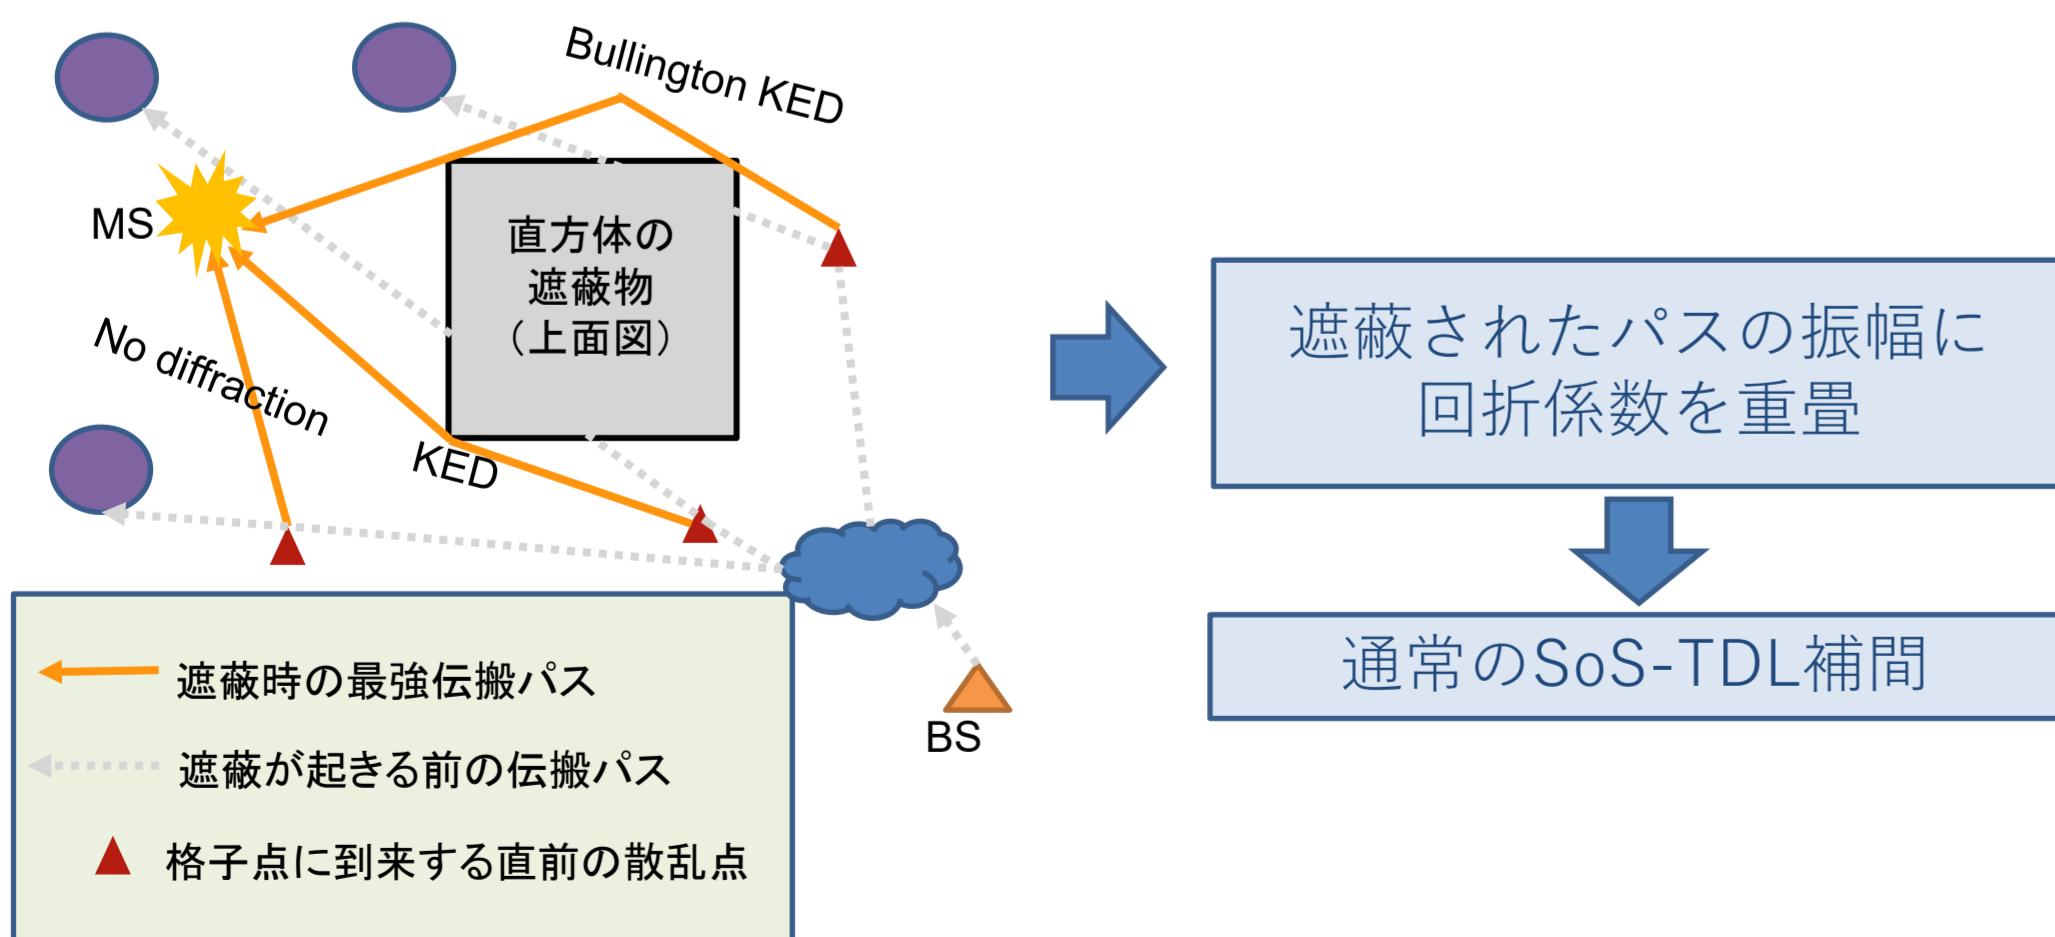 Bullington KED
MS
直方体の
遮蔽物
（上面図）
No diffraction
KED
BS
遮蔽時の最強伝搬パス
遮蔽が起きる前の伝搬パス
格子点に到来する直前の散乱点
遮蔽されたパスの振幅に
回折係数を重畳
通常のSoS-TDL補間